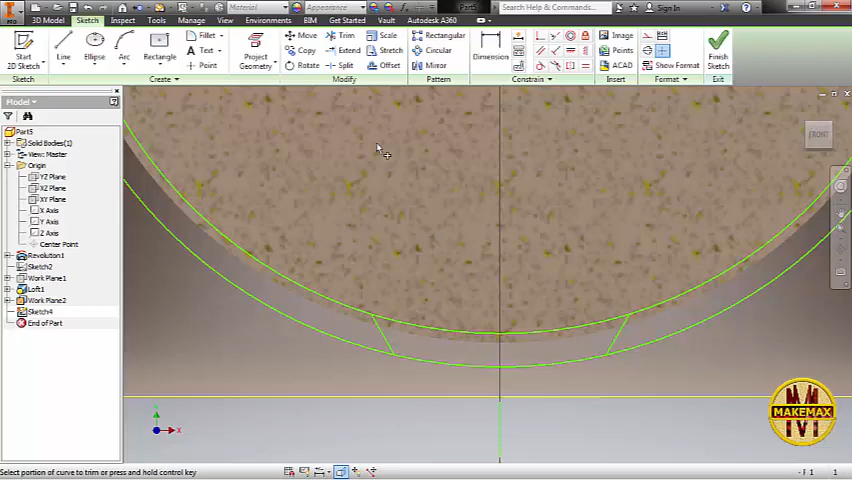 Material
Appearance
Part5
Search Help & Commands...
Sign In
PRO
3D Model
Sketch
Inspect
Tools
Manage
View
Environments
BIM
Get Started
Vault
Autodesk A360
Start
2D Sketch
Line
Ellipse
Arc
Rectangle
Fillet
Text
Point
Project
Geometry
Move
Copy
Rotate
Trim
Extend
Split
Scale
Stretch
Offset
Rectangular
Circular
Mirror
Dimension
Image
Points
ACAD
Show Format
Finish
Sketch
Sketch
Create
Modify
Pattern
Constrain
Insert
Format
Exit
Model
Part5
Solid Bodies(1)
View: Master
Origin
YZ Plane
XZ Plane
XY Plane
X Axis
Y Axis
Z Axis
Center Point
Revolution1
Sketch2
Work Plane1
Loft1
Work Plane2
Sketch4
End of Part
FRONT
X
MAKEMAX
Select portion of curve to trim or press and hold control key
1
1